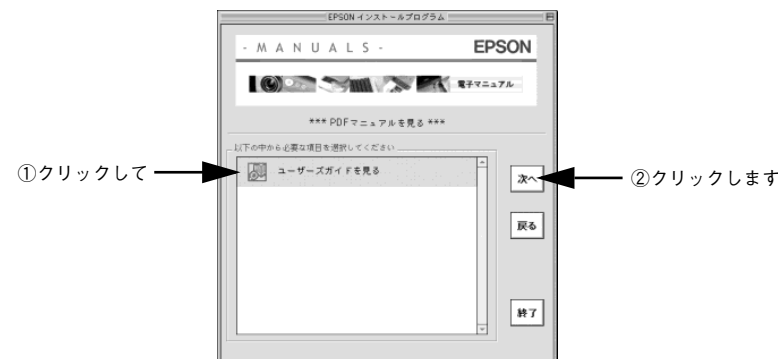 EPSON インストールプログラム
- MANUALS -
EPSON
電子マニュアル
*** PDFマニュアルを見る ***
以下の中から必要な項目を選択してください
①クリックして
ユーザーズガイドを見る
次へ
②クリックします
戻る
終了